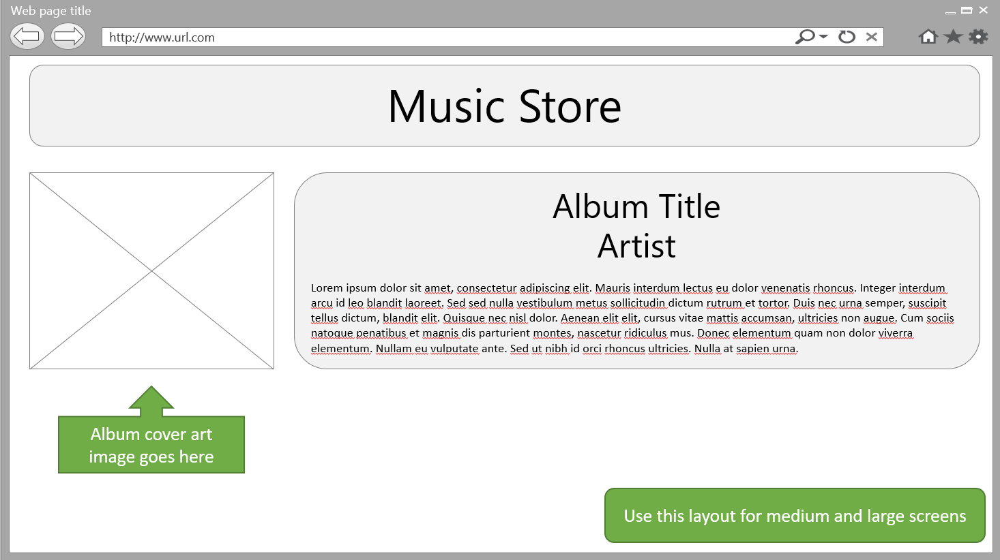 Web page title
http://www.url.com
Music Store
Album Title
Artist
Lorem ipsum dolor sit amet, consectetur adipiscing elit. Mauris interdum lectus eu dolor venenatis rhoncus. Integer interdum
arcu id leo blandit laoreet. Sed sed nulla vestibulum metus sollicitudin dictum rutrum et tortor. Duis nec urna semper, suscipit
tellus dictum, blandit elit. Quisque nec nisl dolor. Aenean elit elit, cursus vitae mattis accumsan, ultricies non augue. Cum sociis
natoque penatibus et magnis dis parturient montes, nascetur ridiculus mus. Donec elementum quam non dolor viverra
elementum. Nullam eu vulputate ante. Sed ut nibh id orci rhoncus ultricies. Nulla at sapien urna.
Album cover art
image goes here
Use this layout for medium and large screens